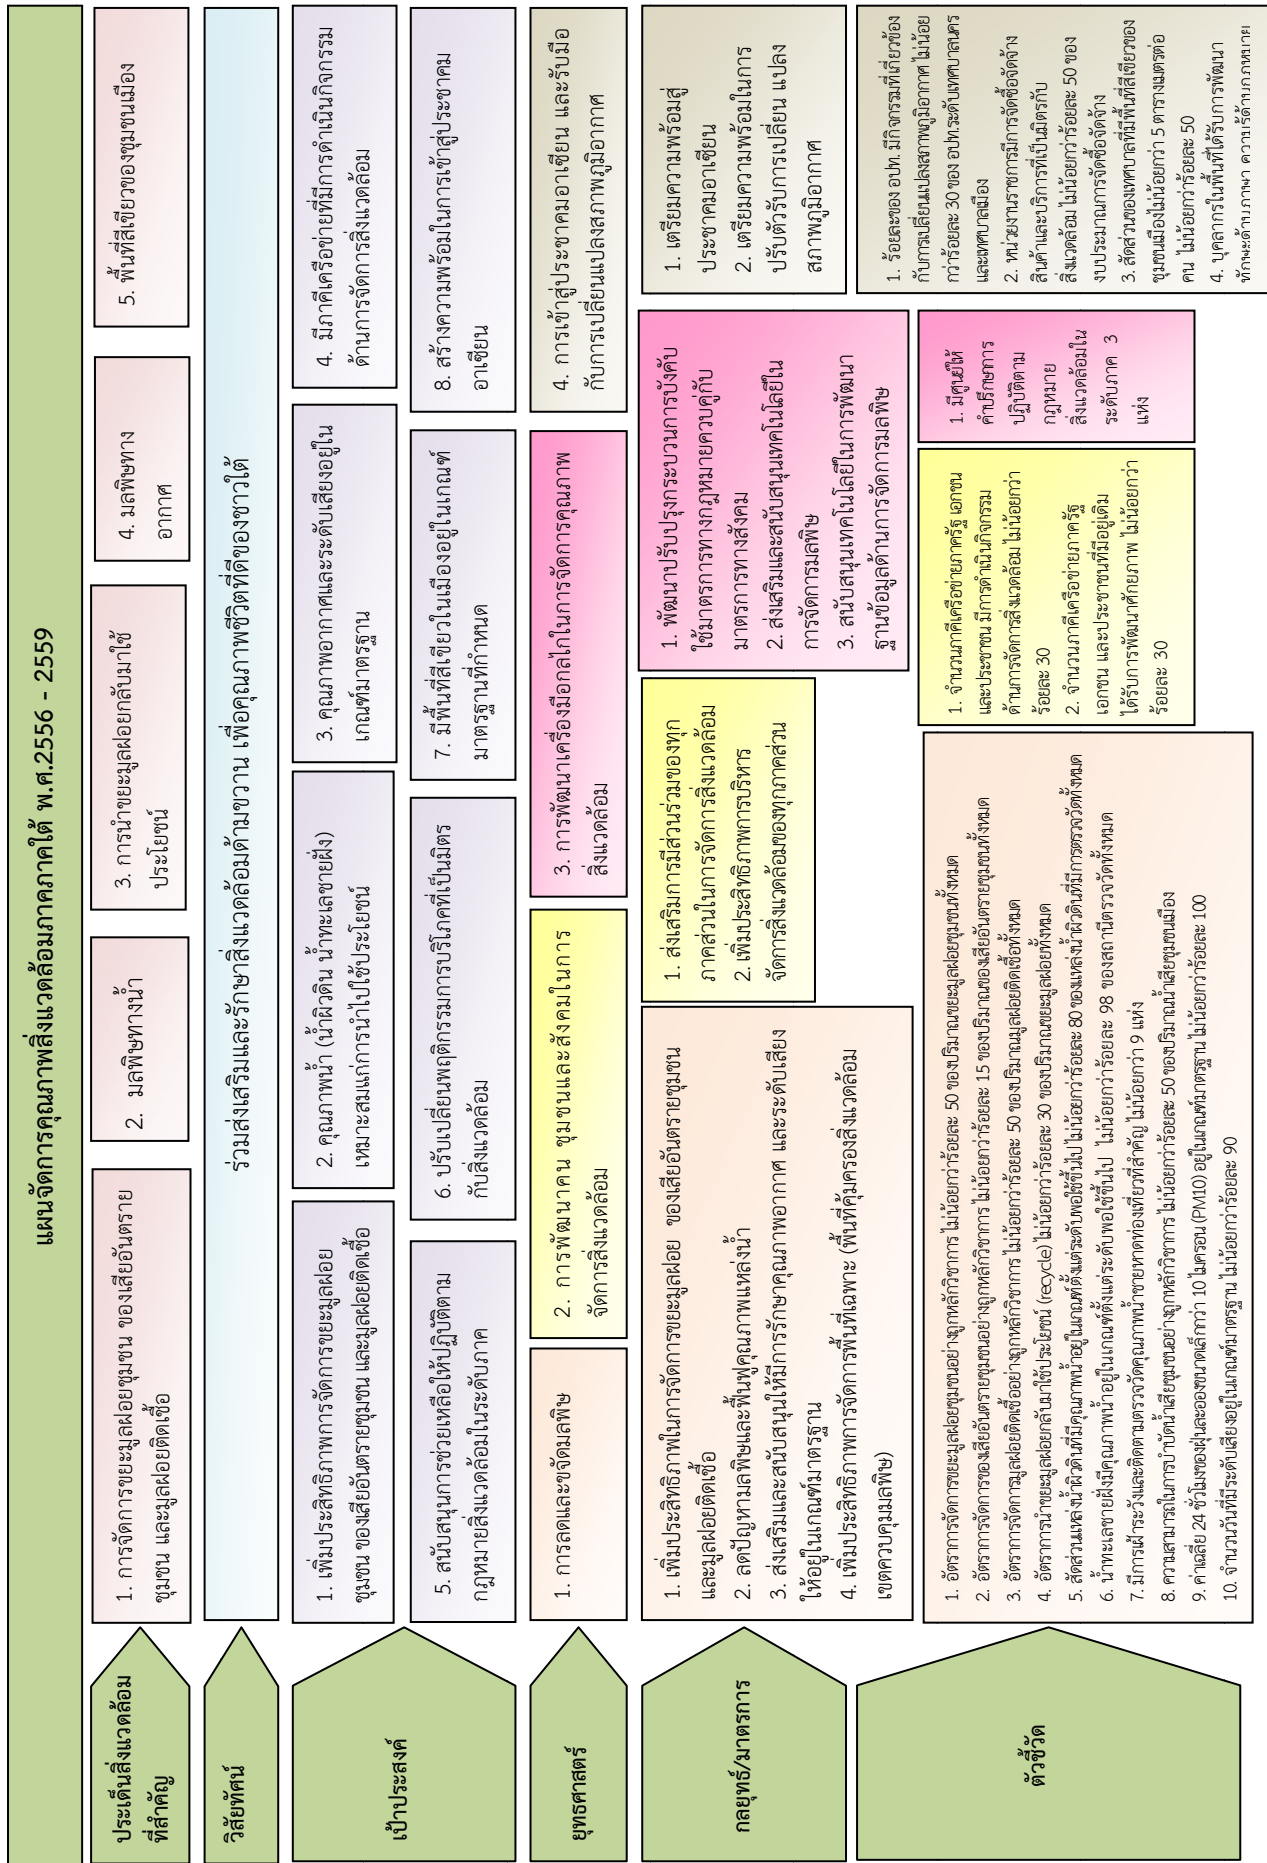 แผนจัดการคุณภาพสิ่งแวดล้อมภาคใต้ พ.ศ.2556 - 2559
ประเด็นสิ่งแวดล้อม
ที่สำคัญ
1. การจัดการขยะมูลฝอยชุมชน ของเสียอันตราย
ชุมชน และมูลฝอยติดเชื้อ
2. มลพิษทางน้ำ
3. การนำขยะมูลฝอยกลับมาใช้
ประโยชน์
4. มลพิษทาง
อากาศ
5. พื้นที่สีเขียวของชุมชนเมือง
วิสัยทัศน์
ร่วมส่งเสริมและรักษาสิ่งแวดล้อมด้ามขวาน เพื่อคุณภาพชีวิตที่ดีของชาวใต้
เป้าประสงค์
1. เพิ่มประสิทธิภาพการจัดการขยะมูลฝอย
ชุมชน ของเสียอันตรายชุมชน และมูลฝอยติดเชื้อ
2. คุณภาพน้ำ (น้ำผิวดิน น้ำทะเลชายฝั่ง)
เหมาะสมแก่การนำไปใช้ประโยชน์
3. คุณภาพอากาศและระดับเสียงอยู่ใน
เกณฑ์มาตรฐาน
4. มีภาคีเครือข่ายที่มีการดำเนินกิจกรรม
ด้านการจัดการสิ่งแวดล้อม
5. สนับสนุนการช่วยเหลือให้ปฏิบัติตาม
กฎหมายสิ่งแวดล้อมในระดับภาค
6. ปรับเปลี่ยนพฤติกรรมการบริโภคที่เป็นมิตร
กับสิ่งแวดล้อม
7. มีพื้นที่สีเขียวในเมืองอยู่ในเกณฑ์
มาตรฐานที่กำหนด
8. สร้างความพร้อมในการเข้าสู่ประชาคม
อาเซียน
ยุทธศาสตร์
1. การลดและขจัดมลพิษ
2. การพัฒนาคน ชุมชนและสังคมในการ
จัดการสิ่งแวดล้อม
3. การพัฒนาเครื่องมือกลไกในการจัดการคุณภาพ
สิ่งแวดล้อม
4. การเข้าสู่ประชาคมอาเซียน และรับมือ
กับการเปลี่ยนแปลงสภาพภูมิอากาศ
กลยุทธ์/มาตรการ
1. เพิ่มประสิทธิภาพในการจัดการขยะมูลฝอย ของเสียอันตรายชุมชน
และมูลฝอยติดเชื้อ
2. ลดปัญหามลพิษและฟื้นฟูคุณภาพแหล่งน้ำ
3. ส่งเสริมและสนับสนุนให้มีการรักษาคุณภาพอากาศ และระดับเสียง
ให้อยู่ในเกณฑ์มาตรฐาน
4. เพิ่มประสิทธิภาพการจัดการพื้นที่เฉพาะ (พื้นที่คุ้มครองสิ่งแวดล้อม
เขตควบคุมมลพิษ)
1. ส่งเสริมการมีส่วนร่วมของทุก
ภาคส่วนในการจัดการสิ่งแวดล้อม
2. เพิ่มประสิทธิภาพการบริหาร
จัดการสิ่งแวดล้อมของทุกภาคส่วน
1. พัฒนาปรับปรุงกระบวนการบังคับ
ใช้มาตรการทางกฎหมายควบคู่กับ
มาตรการทางสังคม
2. ส่งเสริมและสนับสนุนเทคโนโลยีใน
การจัดการมลพิษ
3. สนับสนุนเทคโนโลยีในการพัฒนา
ฐานข้อมูลด้านการจัดการมลพิษ
1. เตรียมความพร้อมสู่
ประชาคมอาเซียน
2. เตรียมความพร้อมในการ
ปรับตัวรับการเปลี่ยน แปลง
สภาพภูมิอากาศ
ตัวชี้วัด
1. อัตราการจัดการขยะมูลฝอยชุมชนอย่างถูกหลักวิชาการ ไม่น้อยกว่าร้อยละ 50 ของปริมาณขยะมูลฝอยชุมชนทั้งหมด
2. อัตราการจัดการของเสียอันตรายชุมชนอย่างถูกหลักวิชาการ ไม่น้อยกว่าร้อยละ 15 ของปริมาณของเสียอันตรายชุมชนทั้งหมด
3. อัตราการจัดการมูลฝอยติดเชื้ออย่างถูกหลักวิชาการ ไม่น้อยกว่าร้อยละ 50 ของปริมาณมูลฝอยติดเชื้อทั้งหมด
4. อัตราการนำขยะมูลฝอยกลับมาใช้ประโยชน์ (recycle) ไม่น้อยกว่าร้อยละ 30 ของปริมาณขยะมูลฝอยทั้งหมด
5. สัดส่วนแหล่งน้ำผิวดินที่มีคุณภาพน้ำอยู่ในเกณฑ์ตั้งแต่ระดับพอใช้ขึ้นไป ไม่น้อยกว่าร้อยละ 80 ของแหล่งน้ำผิวดินที่มีการตรวจวัดทั้งหมด
6. น้ำทะเลชายฝั่งมีคุณภาพน้ำอยู่ในเกณฑ์ตั้งแต่ระดับพอใช้ขึ้นไป ไม่น้อยกว่าร้อยละ 98 ของสถานีตรวจวัดทั้งหมด
7. มีการเฝ้าระวังและติดตามตรวจวัดคุณภาพน้ำชายหาดท่องเที่ยวที่สำคัญ ไม่น้อยกว่า 9 แห่ง
8. ความสามารถในการบำบัดน้ำเสียชุมชนอย่างถูกหลักวิชาการ ไม่น้อยกว่าร้อยละ 50 ของปริมาณน้ำเสียชุมชนเมือง
9. ค่าเฉลี่ย 24 ชั่วโมงของฝุ่นละอองขนาดเล็กกว่า 10 ไมครอน (PM10) อยู่ในเกณฑ์มาตรฐาน ไม่น้อยกว่าร้อยละ 100
10. จำนวนวันที่มีระดับเสียงอยู่ในเกณฑ์มาตรฐาน ไม่น้อยกว่าร้อยละ 90
1. จำนวนภาคีเครือข่ายภาครัฐ เอกชน
และประชาชน มีการดำเนินกิจกรรม
ด้านการจัดการสิ่งแวดล้อม ไม่น้อยกว่า
ร้อยละ 30
2. จำนวนภาคีเครือข่ายภาครัฐ
เอกชน และประชาชนที่มีอยู่เดิม
ได้รับการพัฒนาศักยภาพ ไม่น้อยกว่า
ร้อยละ 30
1. มีศูนย์ให้
คำปรึกษาการ
ปฏิบัติตาม
กฎหมาย
สิ่งแวดล้อมใน
ระดับภาค 3
แห่ง
1. ร้อยละของ อปท. มีกิจกรรมที่เกี่ยวข้อง
กับการเปลี่ยนแปลงสภาพภูมิอากาศ ไม่น้อย
กว่าร้อยละ 30 ของ อปท.ระดับเทศบาลนคร
และเทศบาลเมือง
2. หน่วยงานราชการมีการจัดซื้อจัดจ้าง
สินค้าและบริการที่เป็นมิตรกับ
สิ่งแวดล้อม ไม่น้อยกว่าร้อยละ 50 ของ
งบประมาณการจัดซื้อจัดจ้าง
3. สัดส่วนของเทศบาลที่มีพื้นที่สีเขียวของ
ชุมชนเมืองไม่น้อยกว่า 5 ตารางเมตรต่อ
คน ไม่น้อยกว่าร้อยละ 50
4. บุคลากรในพื้นที่ได้รับการพัฒนา
ทักษะด้านภาษา ความรู้ด้านกฎหมาย